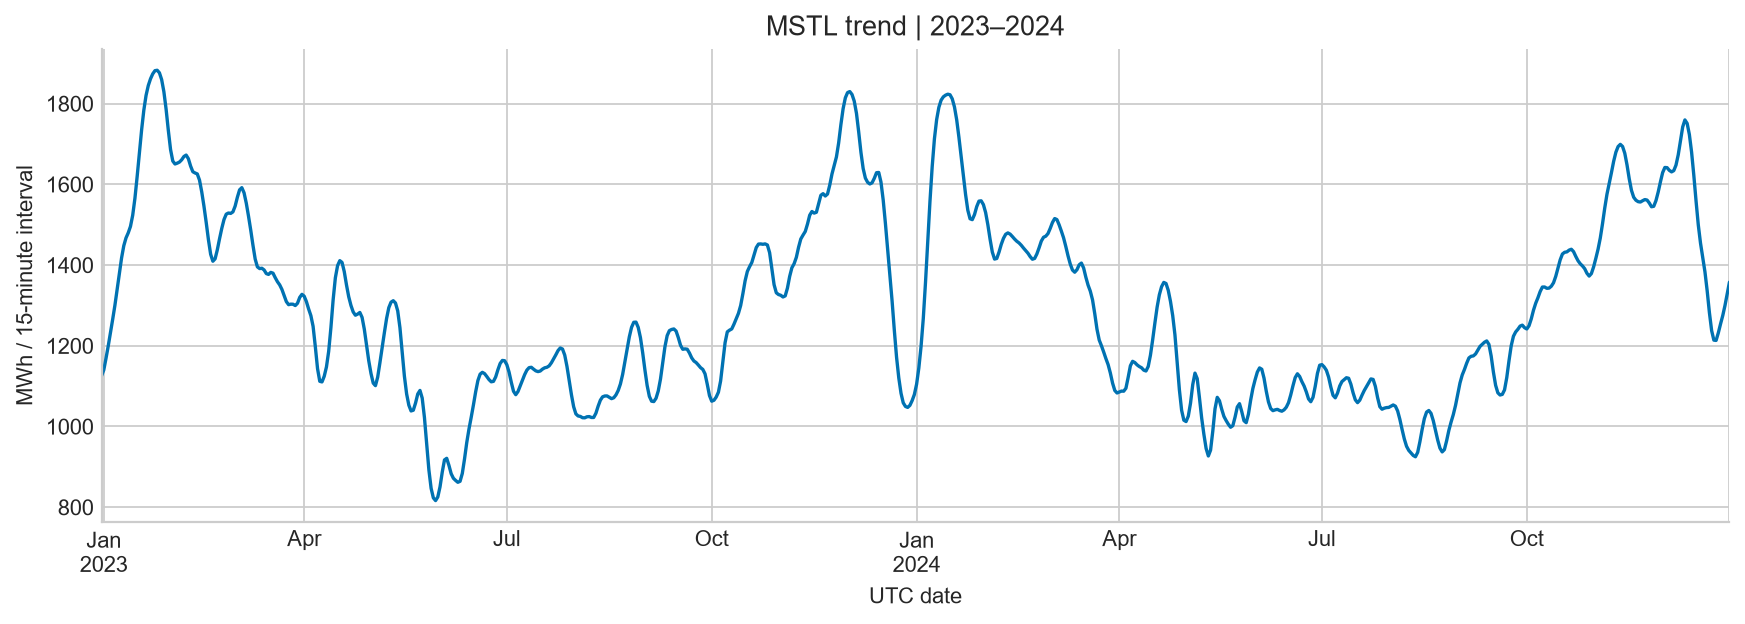 MSTL trend | 2023–2024
MWh / 15-minute interval
1800
1600
1400
1200
1000
800
Jan Apr Jul Oct Jan Apr Jul Oct
2023 2024
UTC date